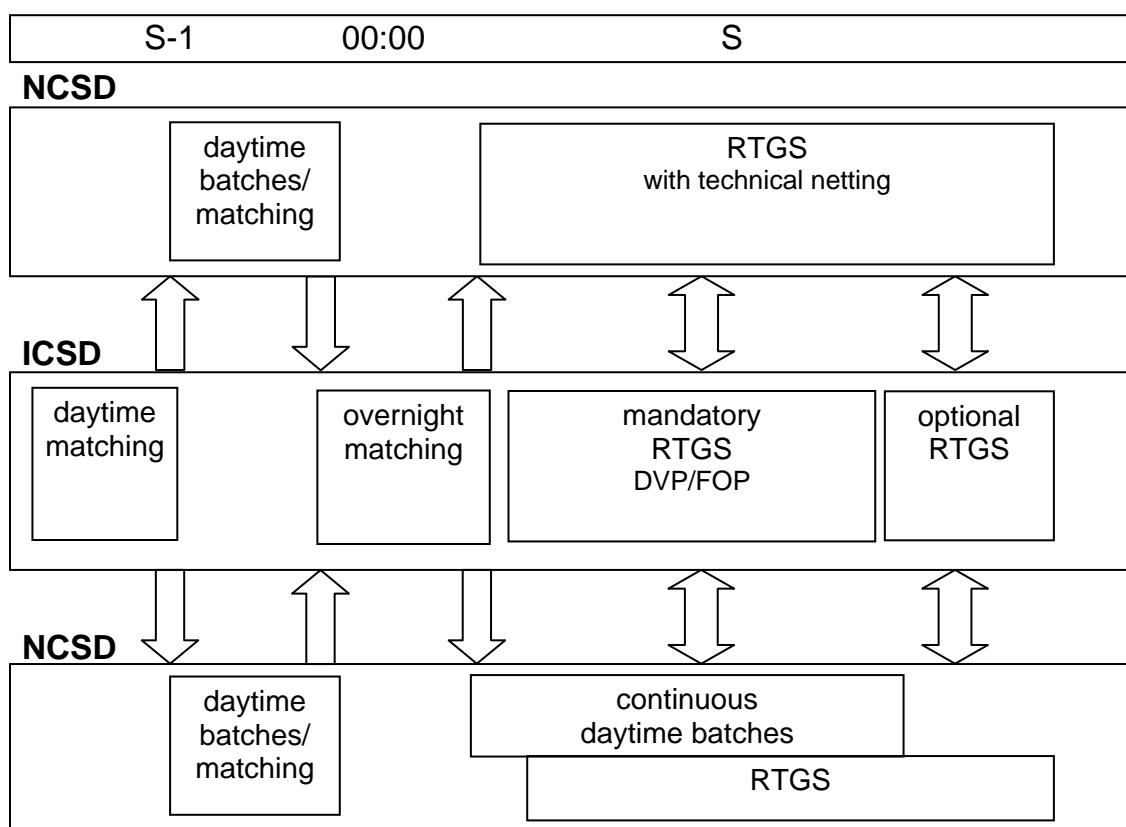 S-1 00:00 S
NCSD
daytime
batches/
matching
RTGS
with technical netting
ICSD
daytime
matching
overnight
matching
mandatory
RTGS
DVP/FOP
optional
RTGS
NCSD
daytime
batches/
matching
continuous
daytime batches
RTGS